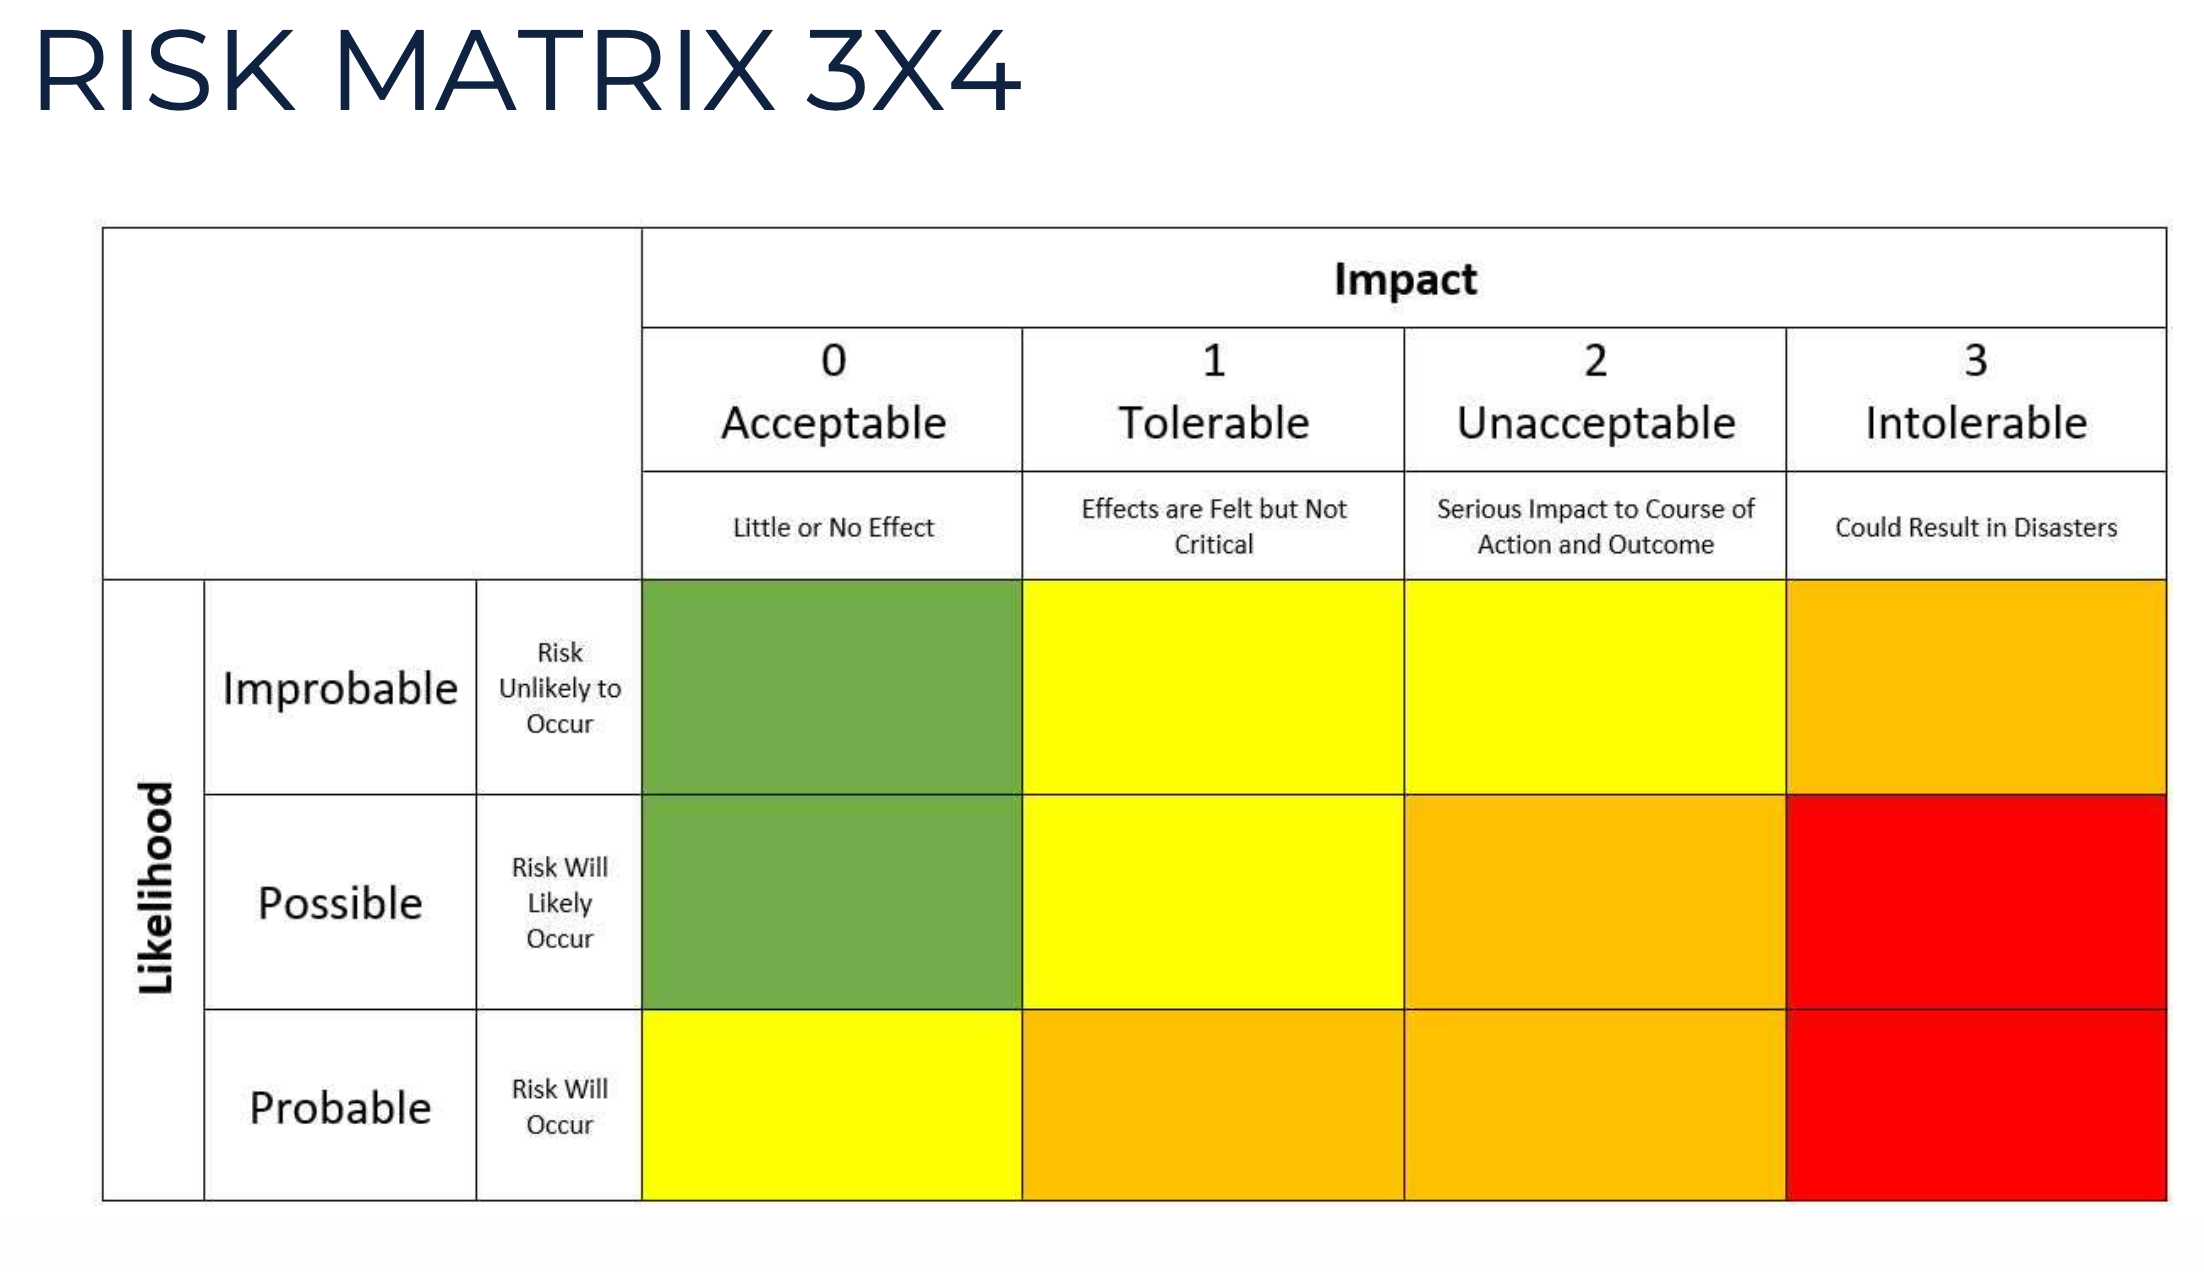 RISK MATRIX 3X4
Impact
0
Acceptable
1
Tolerable
2
Unacceptable
3
Intolerable
Little or No Effect
Effects are Felt but Not
Critical
Serious Impact to Course of
Action and Outcome
Could Result in Disasters
Likelihood
Improbable
Risk
Unlikely to
Occur
Possible
Risk Will
Likely
Occur
Probable
Risk Will
Occur